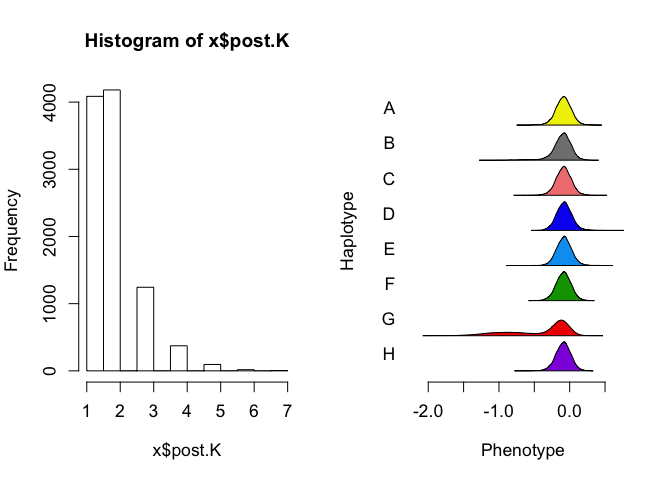 Histogram of x$post.K
Frequency
4000
3000
2000
1000
0
1 2 3 4 5 6 7
x$post.K
Haplotype
A
B
C
D
E
F
G
H
-2.0 -1.0 0.0
Phenotype